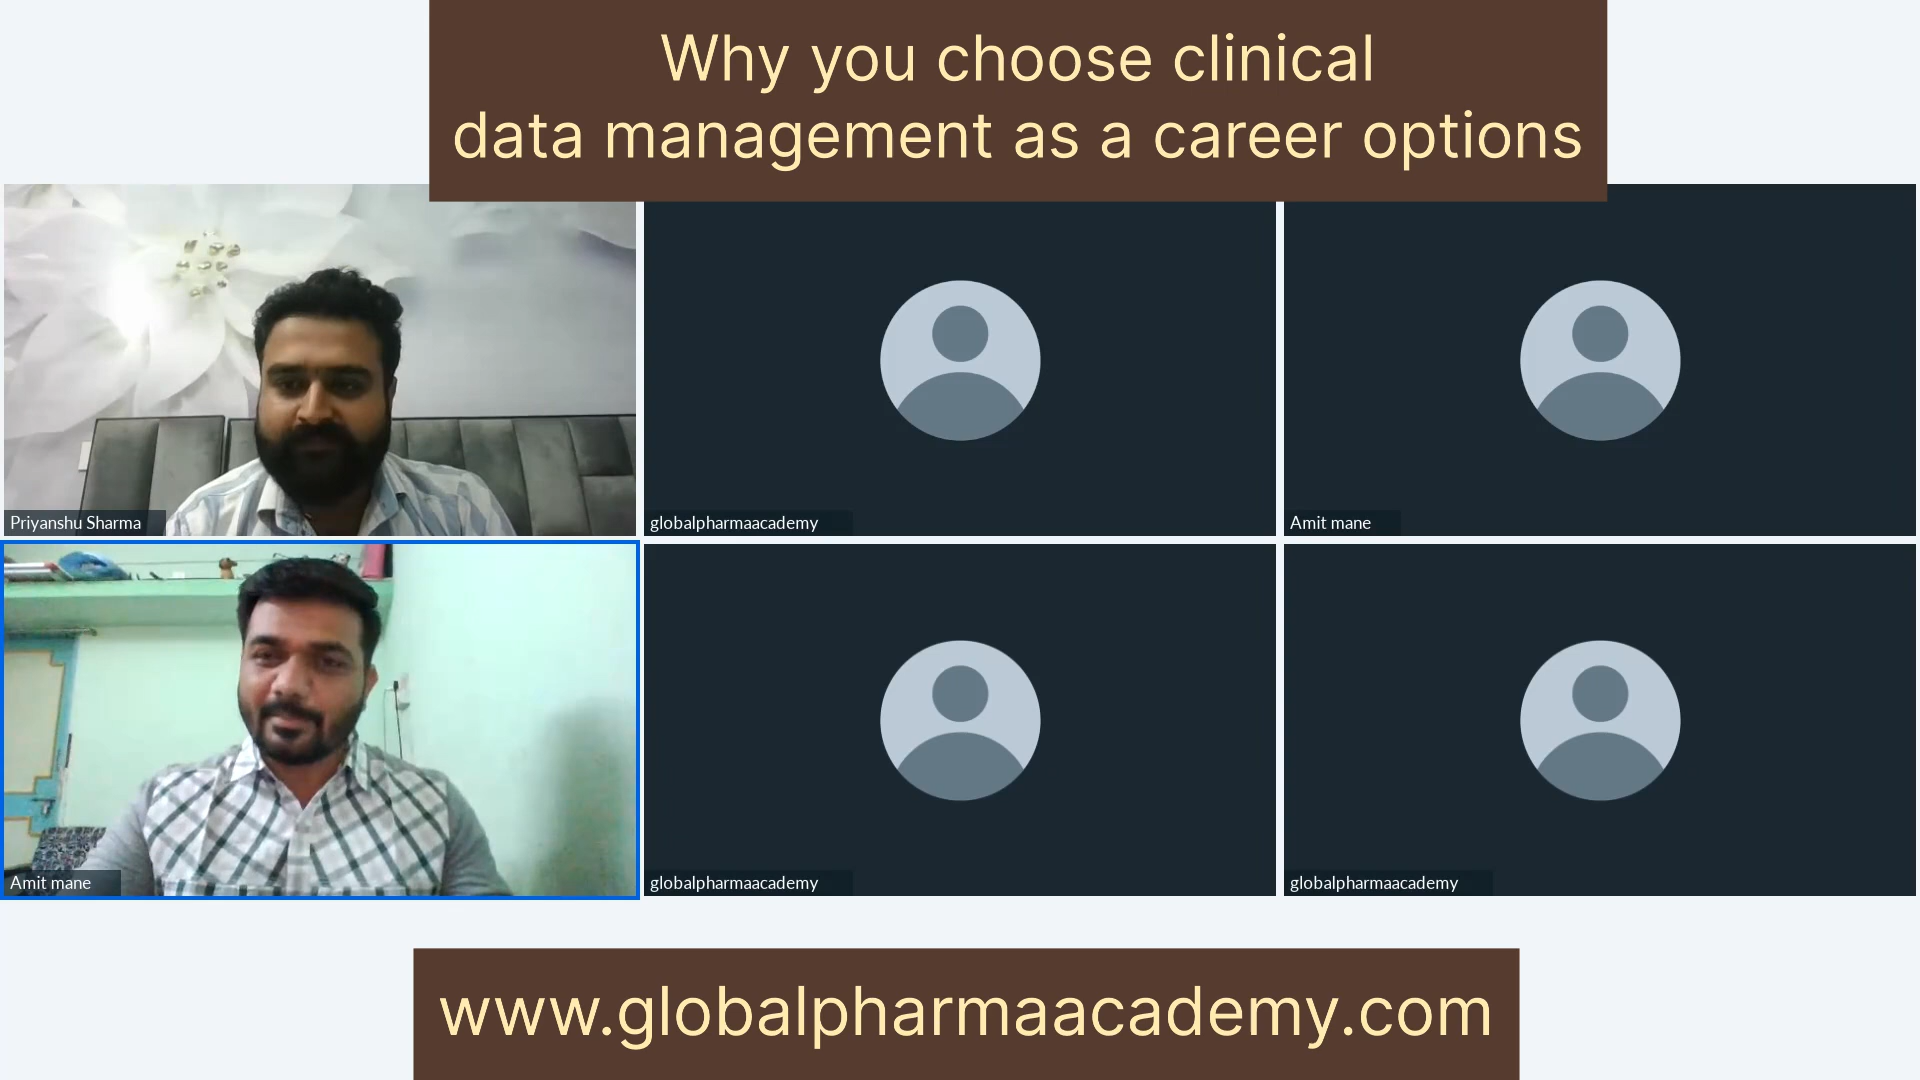 Why you choose clinical
data management as a career options
Priyanshu Sharma
globalpharmaacademy
Amit mane
Amit mane
globalpharmaacademy
globalpharmaacademy
www.globalpharmaacademy.com